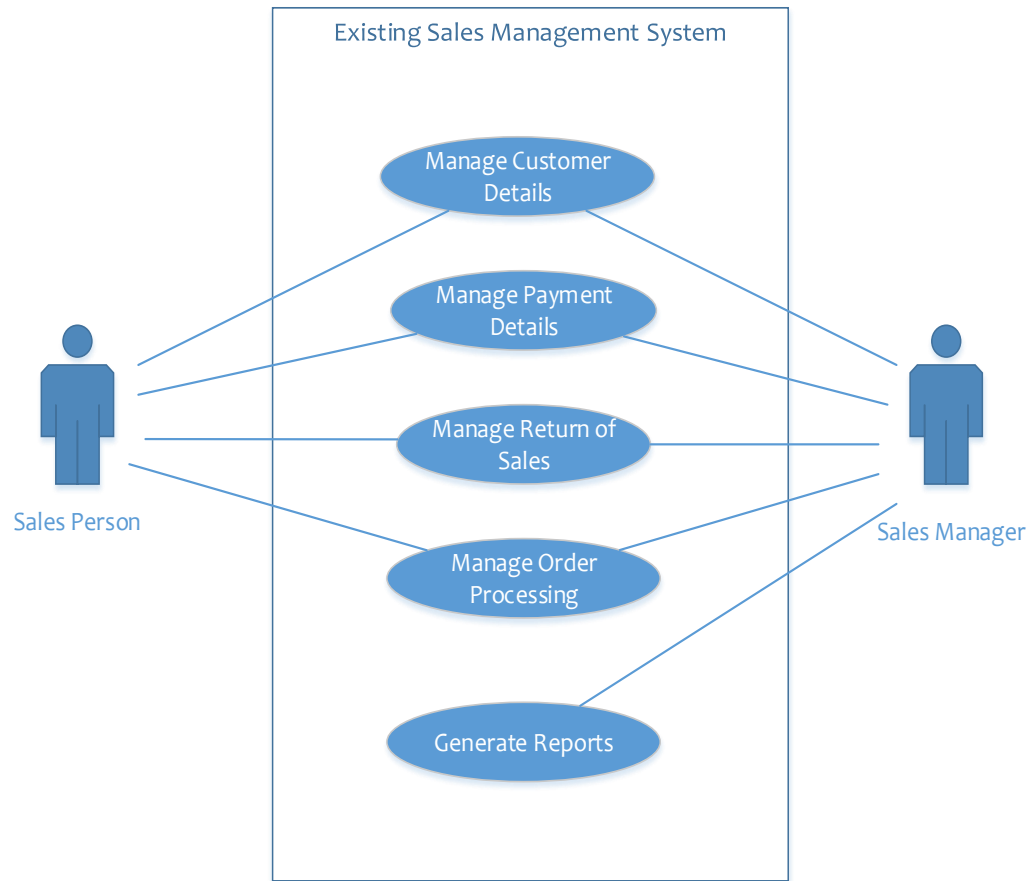 Existing Sales Management System
Manage Customer
Details
Manage Payment
Details
Manage Return of
Sales
Sales Person
Sales Manager
Manage Order
Processing
Generate Reports